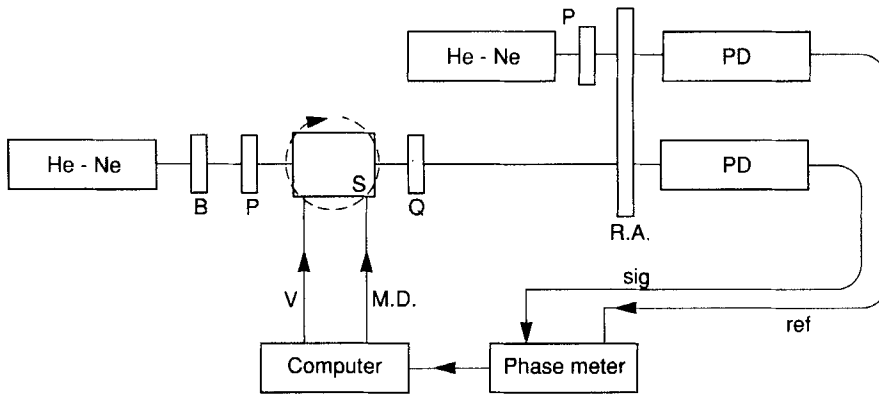 P
He - Ne
PD
He - Ne
B
P
S
Q
PD
R.A.
V
M.D.
sig
ref
Computer
Phase meter